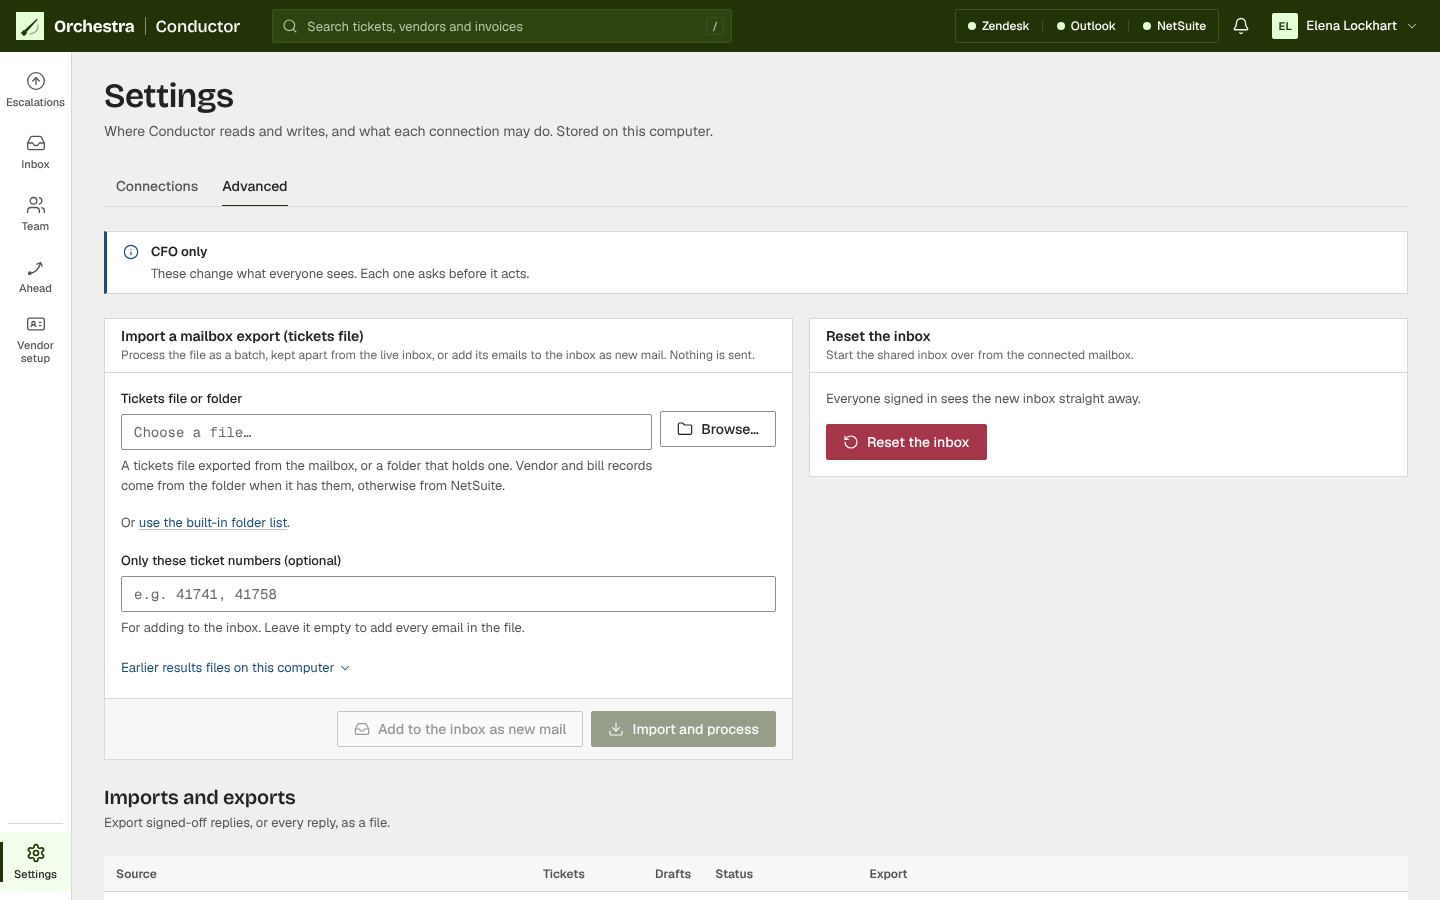 Orchestra
Conductor
Search tickets, vendors and invoices
/
Zendesk
Outlook
NetSuite
EL
Elena Lockhart
Escalations
Inbox
Team
Ahead
Vendor
setup
Settings
Settings
Where Conductor reads and writes, and what each connection may do. Stored on this computer.
Connections
Advanced
CFO only
These change what everyone sees. Each one asks before it acts.
Import a mailbox export (tickets file)
Process the file as a batch, kept apart from the live inbox, or add its emails to the inbox as new mail. Nothing is sent.
Tickets file or folder
Choose a file…
Browse…
A tickets file exported from the mailbox, or a folder that holds one. Vendor and bill records
come from the folder when it has them, otherwise from NetSuite.
Or use the built-in folder list.
Only these ticket numbers (optional)
e.g. 41741, 41758
For adding to the inbox. Leave it empty to add every email in the file.
Earlier results files on this computer
Add to the inbox as new mail
Import and process
Reset the inbox
Start the shared inbox over from the connected mailbox.
Everyone signed in sees the new inbox straight away.
Reset the inbox
Imports and exports
Export signed-off replies, or every reply, as a file.
Source
Tickets
Drafts
Status
Export